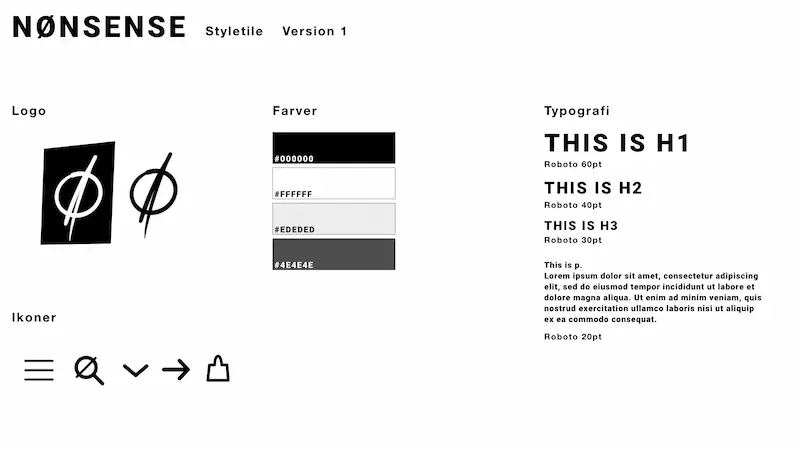 NØNSENSE Styletile Version 1
Logo
Farver
#000000
#FFFFFF
#EDEDED
#4E4E4E
Typografi
THIS IS H1
Roboto 60pt
THIS IS H2
Roboto 40pt
THIS IS H3
Roboto 30pt
This is p.
Lorem ipsum dolor sit amet, consectetur adipiscing
elit, sed do eiusmod tempor incididunt ut labore et
dolore magna aliqua. Ut enim ad minim veniam, quis
nostrud exercitation ullamco laboris nisi ut aliquip
ex ea commodo consequat.
Roboto 20pt
Ikoner